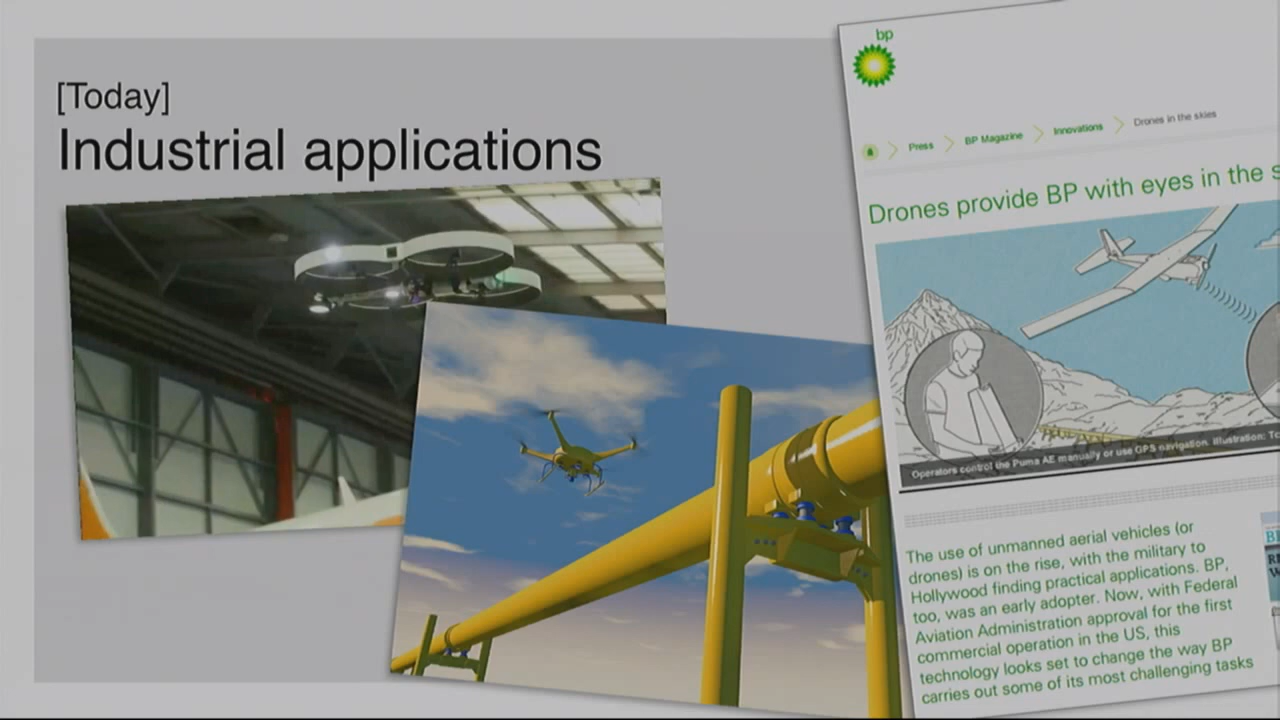 [Today]
Industrial applications
bp
Press
BP Magazine
Innovations
Drones in the skies
Drones provide BP with eyes in the s
Operators control the Puma AE manually or use GPS navigation. Illustration: To
The use of unmanned aerial vehicles (or
drones) is on the rise, with the military to
Hollywood finding practical applications. BP,
too, was an early adopter. Now, with Federal
Aviation Administration approval for the first
commercial operation in the US, this
technology looks set to change the way BP
carries out some of its most challenging tasks